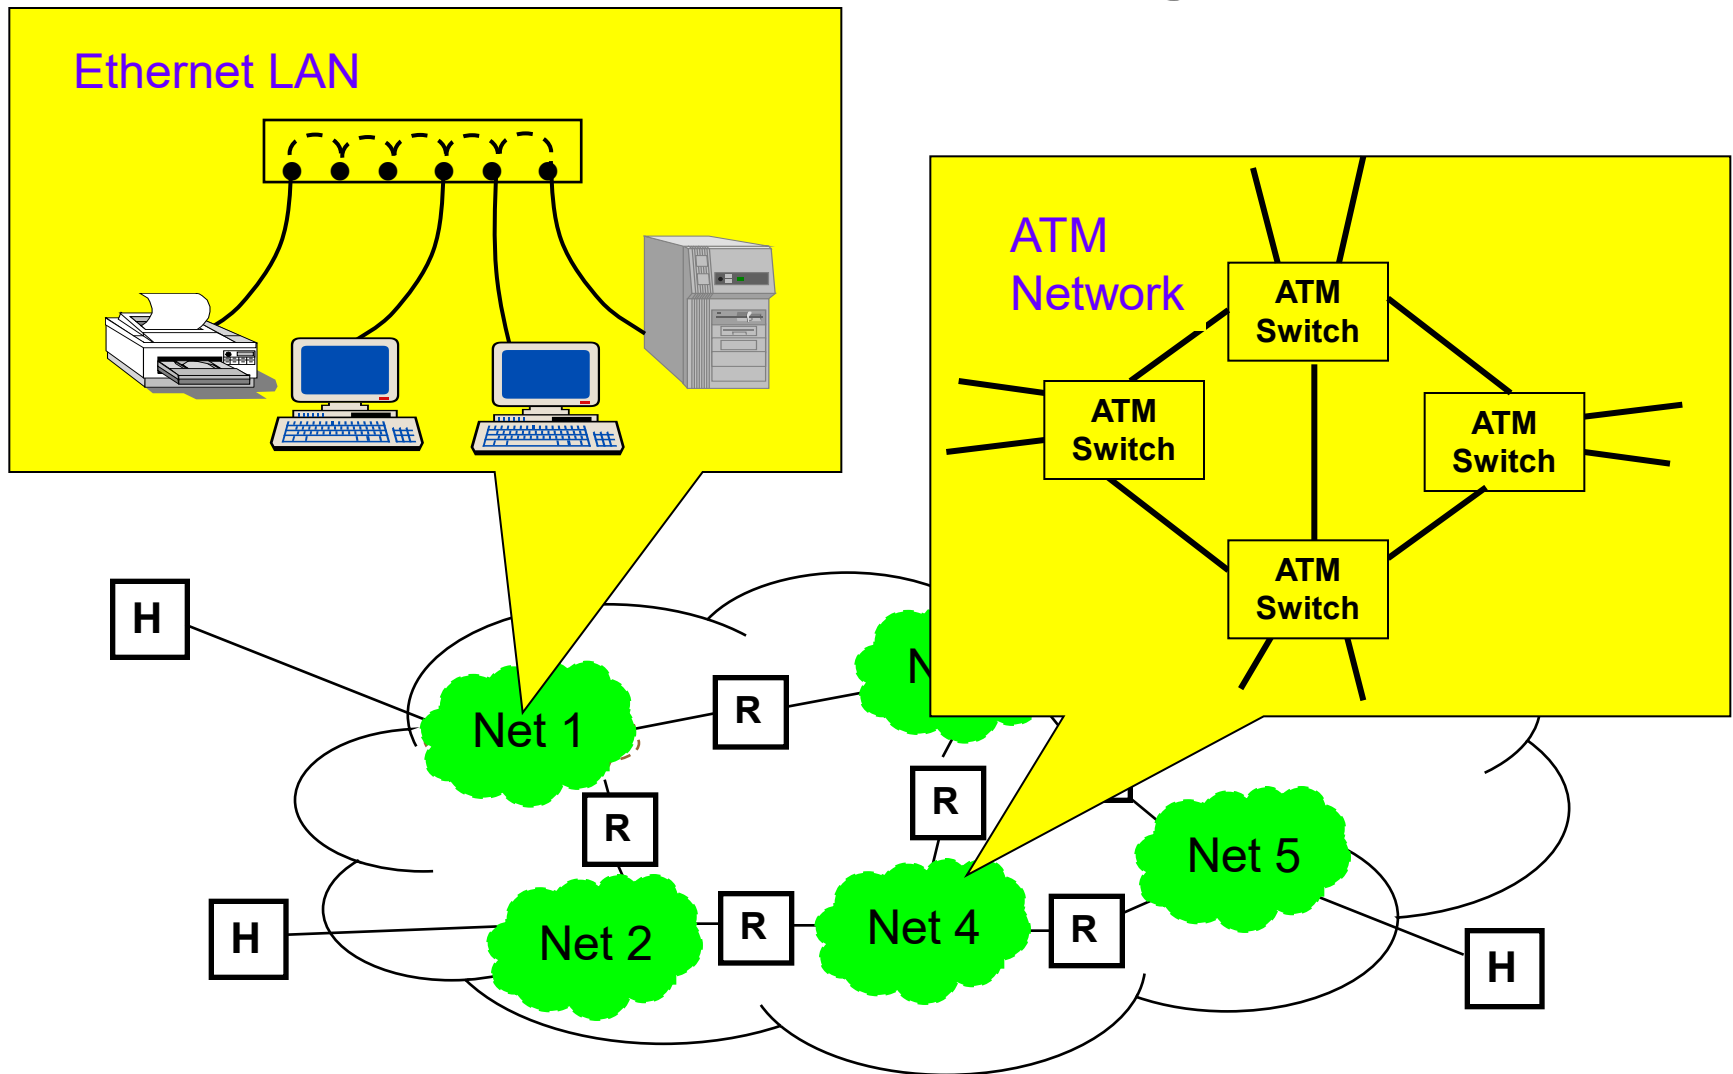 Ethernet LAN
ATM
Network
ATM
Switch
ATM
Switch
ATM
Switch
ATM
Switch
H
Net 1
R
N
R
R
Net 5
H
Net 2
R
Net 4
R
H